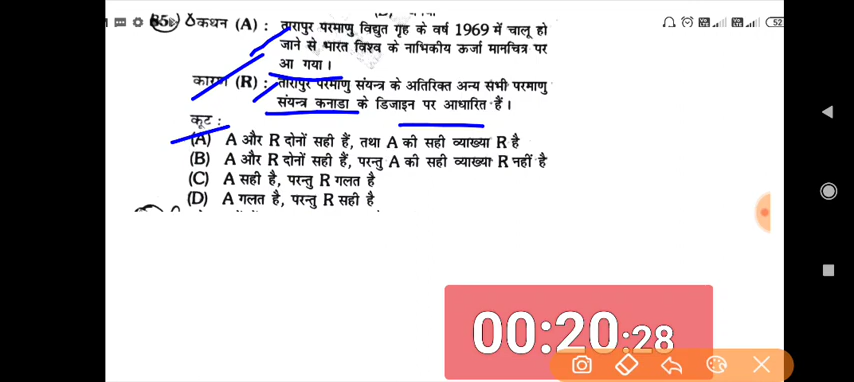 52
35. कथन (A) : तारापुर परमाणु विद्युत गृह के वर्ष 1969 में चालू हो
जाने से भारत विश्व के नाभिकीय ऊर्जा मानचित्र पर
आ गया।
कारण (R) : तारापुर परमाणु संयन्त्र के अतिरिक्त अन्य सभी परमाणु
संयन्त्र कनाडा के डिजाइन पर आधारित हैं।
कूट :
(A) A और R दोनों सही हैं, तथा A की सही व्याख्या R है
(B) A और R दोनों सही हैं, परन्तु A की सही व्याख्या R नहीं है
(C) A सही है, परन्तु R गलत है
(D) A गलत है, परन्तु R सही है
00:20:28